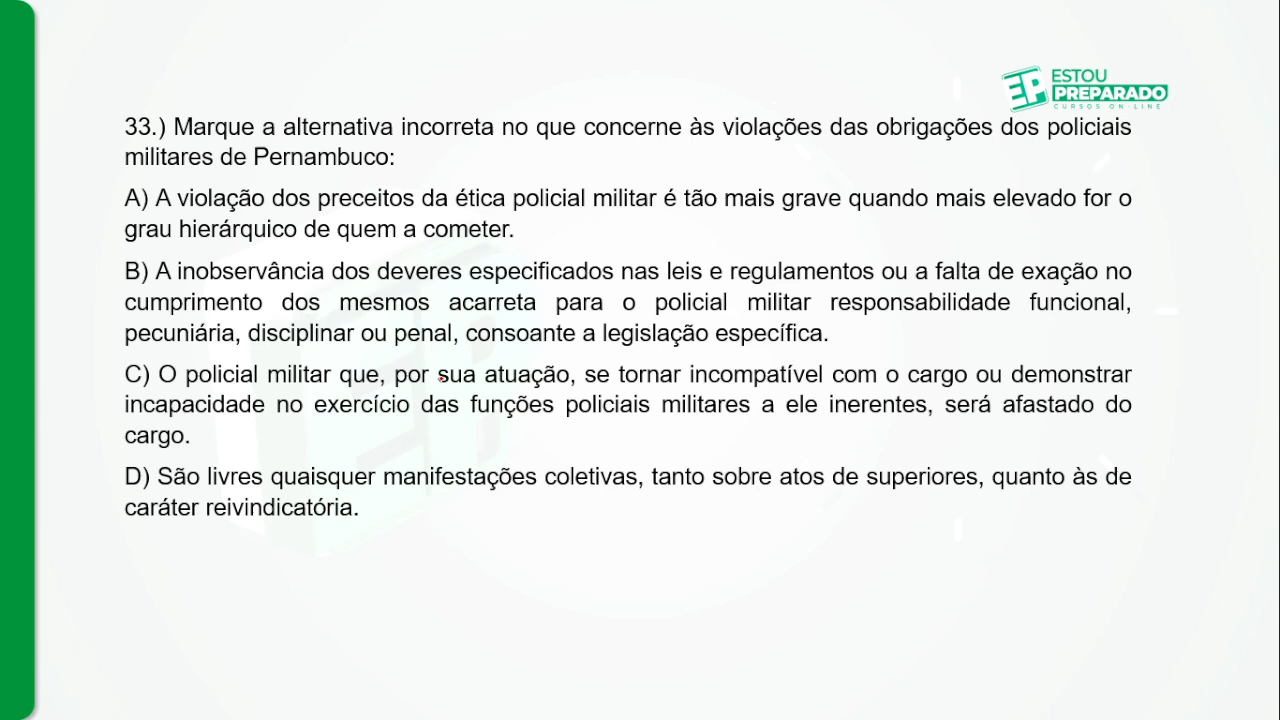 ESTOU
EP PREPARADO
CURSOS ON-LINE
33.) Marque a alternativa incorreta no que concerne às violações das obrigações dos policiais
militares de Pernambuco:
A) A violação dos preceitos da ética policial militar é tão mais grave quando mais elevado for o
grau hierárquico de quem a cometer.
B) A inobservância dos deveres especificados nas leis e regulamentos ou a falta de exação no
cumprimento dos mesmos acarreta para o policial militar responsabilidade funcional,
pecuniária, disciplinar ou penal, consoante a legislação específica.
C) O policial militar que, por sua atuação, se tornar incompatível com o cargo ou demonstrar
incapacidade no exercício das funções policiais militares a ele inerentes, será afastado do
cargo.
D) São livres quaisquer manifestações coletivas, tanto sobre atos de superiores, quanto às de
caráter reivindicatória.